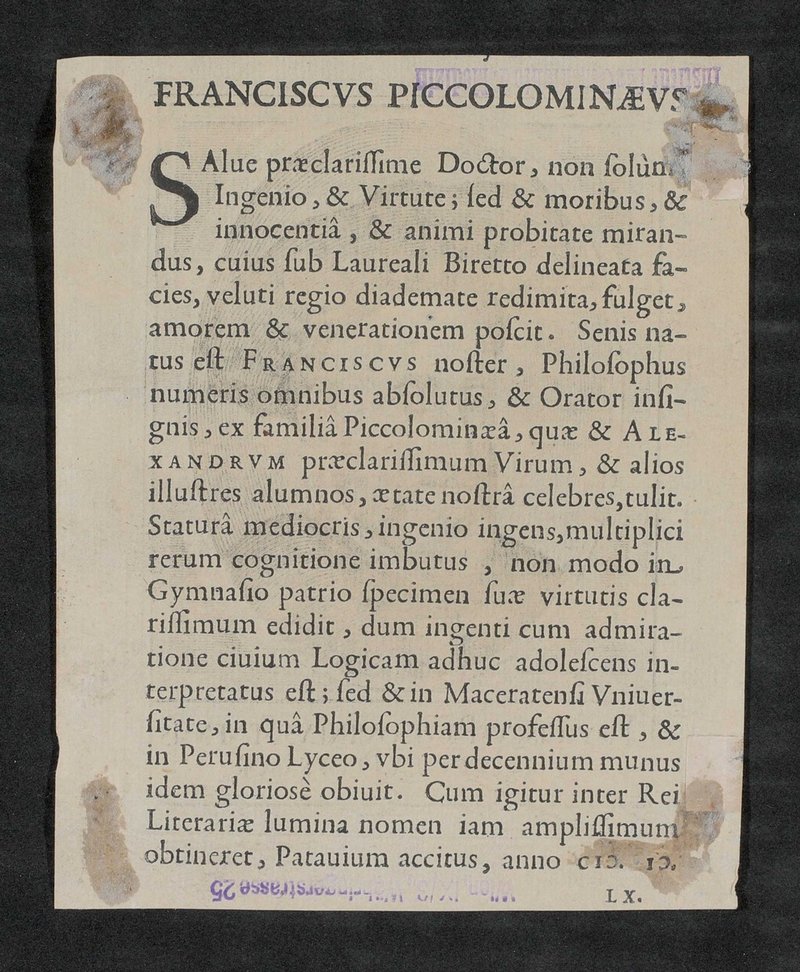 FRANCISCVS PICCOLOMINÆVS
SAlue præclariſſime Doctor, non ſolùm
Ingenio, & Virtute; ſed & moribus, &
innocentiâ, & animi probitate miran-
dus, cuius ſub Laureali Biretto delineata fa-
cies, veluti regio diademate redimita, fulget,
amorem & venerationem poſcit. Senis na-
tus eſt FRANCISCVS noſter, Philoſophus
numeris omnibus abſolutus, & Orator inſi-
gnis, ex familiâ Piccolominæâ, quæ & ALE-
XANDRVM præclariſſimum Virum, & alios
illuſtres alumnos, ætate noſtrâ celebres, tulit.
Staturâ mediocris, ingenio ingens, multiplici
rerum cognitione imbutus, non modo in
Gymnaſio patrio ſpecimen ſuæ virtutis cla-
riſſimum edidit, dum ingenti cum admira-
tione ciuium Logicam adhuc adoleſcens in-
terpretatus eſt; ſed & in Maceratenſi Vniuer-
ſitate, in quâ Philoſophiam profeſſus eſt, &
in Peruſino Lyceo, vbi per decennium munus
idem glorioſè obiuit. Cum igitur inter Rei
Literariæ lumina nomen iam ampliſſimum
obtineret, Patauium accitus, anno cIɔ. Iɔ.
LX.